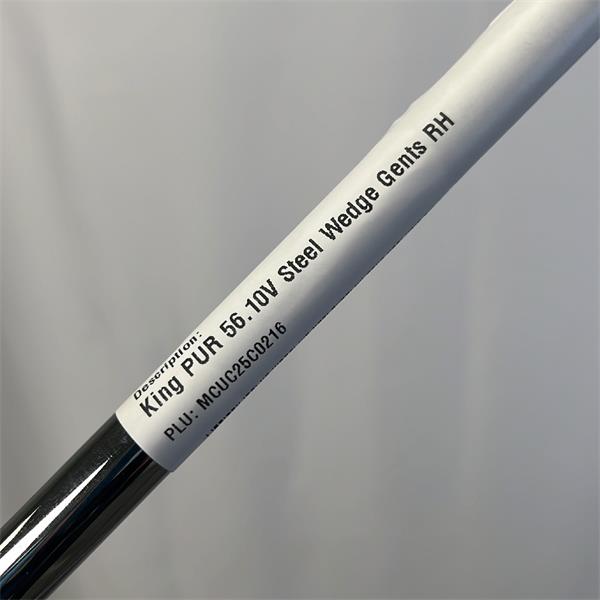 Description:
King PUR 56.10V Steel Wedge Gents RH
PLU: MCUC25C0216